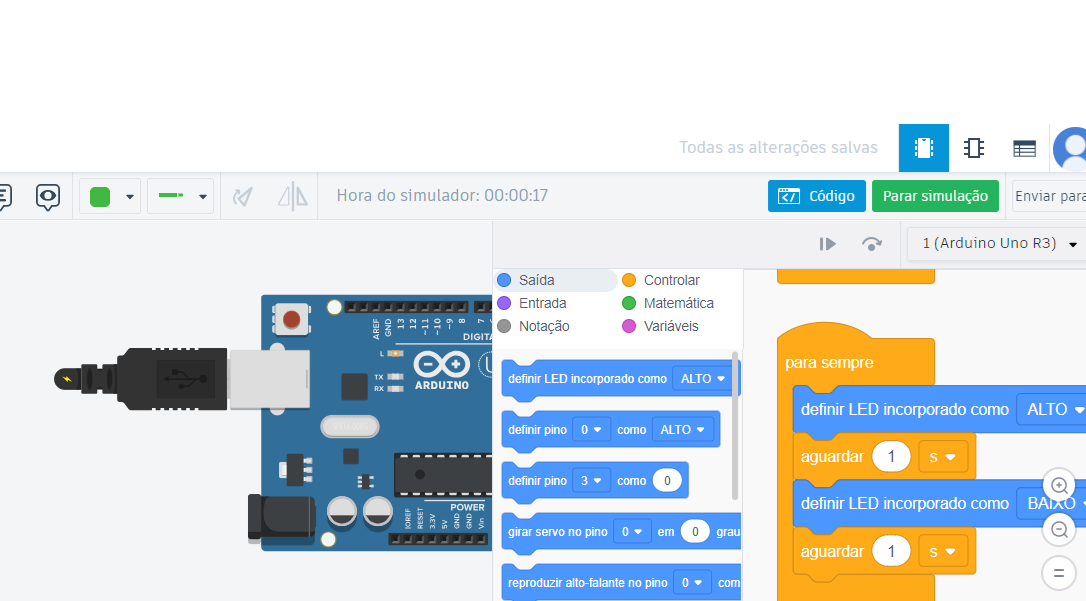 Todas as alterações salvas
Hora do simulador: 00:00:17
Código
Parar simulação
Enviar para
1 (Arduino Uno R3)
Saída
Controlar
Entrada
Matemática
Notação
Variáveis
definir LED incorporado como ALTO
definir pino 0 como ALTO
definir pino 3 como 0
girar servo no pino 0 em 0 grau
reproduzir alto-falante no pino 0 com
para sempre
definir LED incorporado como ALTO
aguardar 1 s
definir LED incorporado como BAIXO
aguardar 1 s
AREF
GND
13
12
~11
~10
~9
8
7
DIGITA
L
TX
RX
ARDUINO
POWER
IOREF
RESET
3.3V
5V
GND
GND
Vin